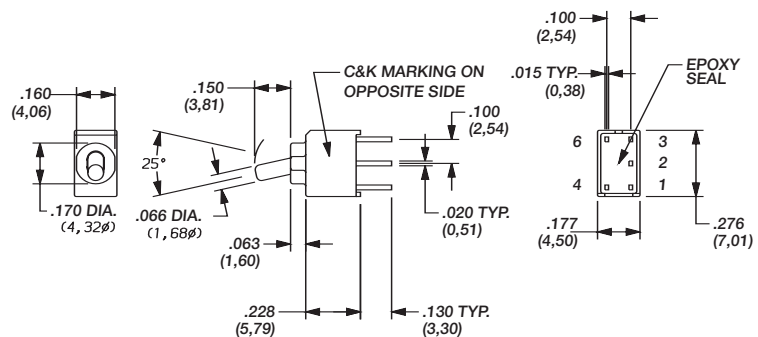 .160
(4,06)
.170 DIA.
(4,32ø)
.150
(3,81)
25°
.066 DIA.
(1,68ø)
C&K MARKING ON
OPPOSITE SIDE
.100
(2,54)
.020 TYP.
(0,51)
.063
(1,60)
.228
(5,79)
.130 TYP.
(3,30)
.100
(2,54)
.015 TYP.
(0,38)
EPOXY
SEAL
6
3
2
4
1
.177
(4,50)
.276
(7,01)